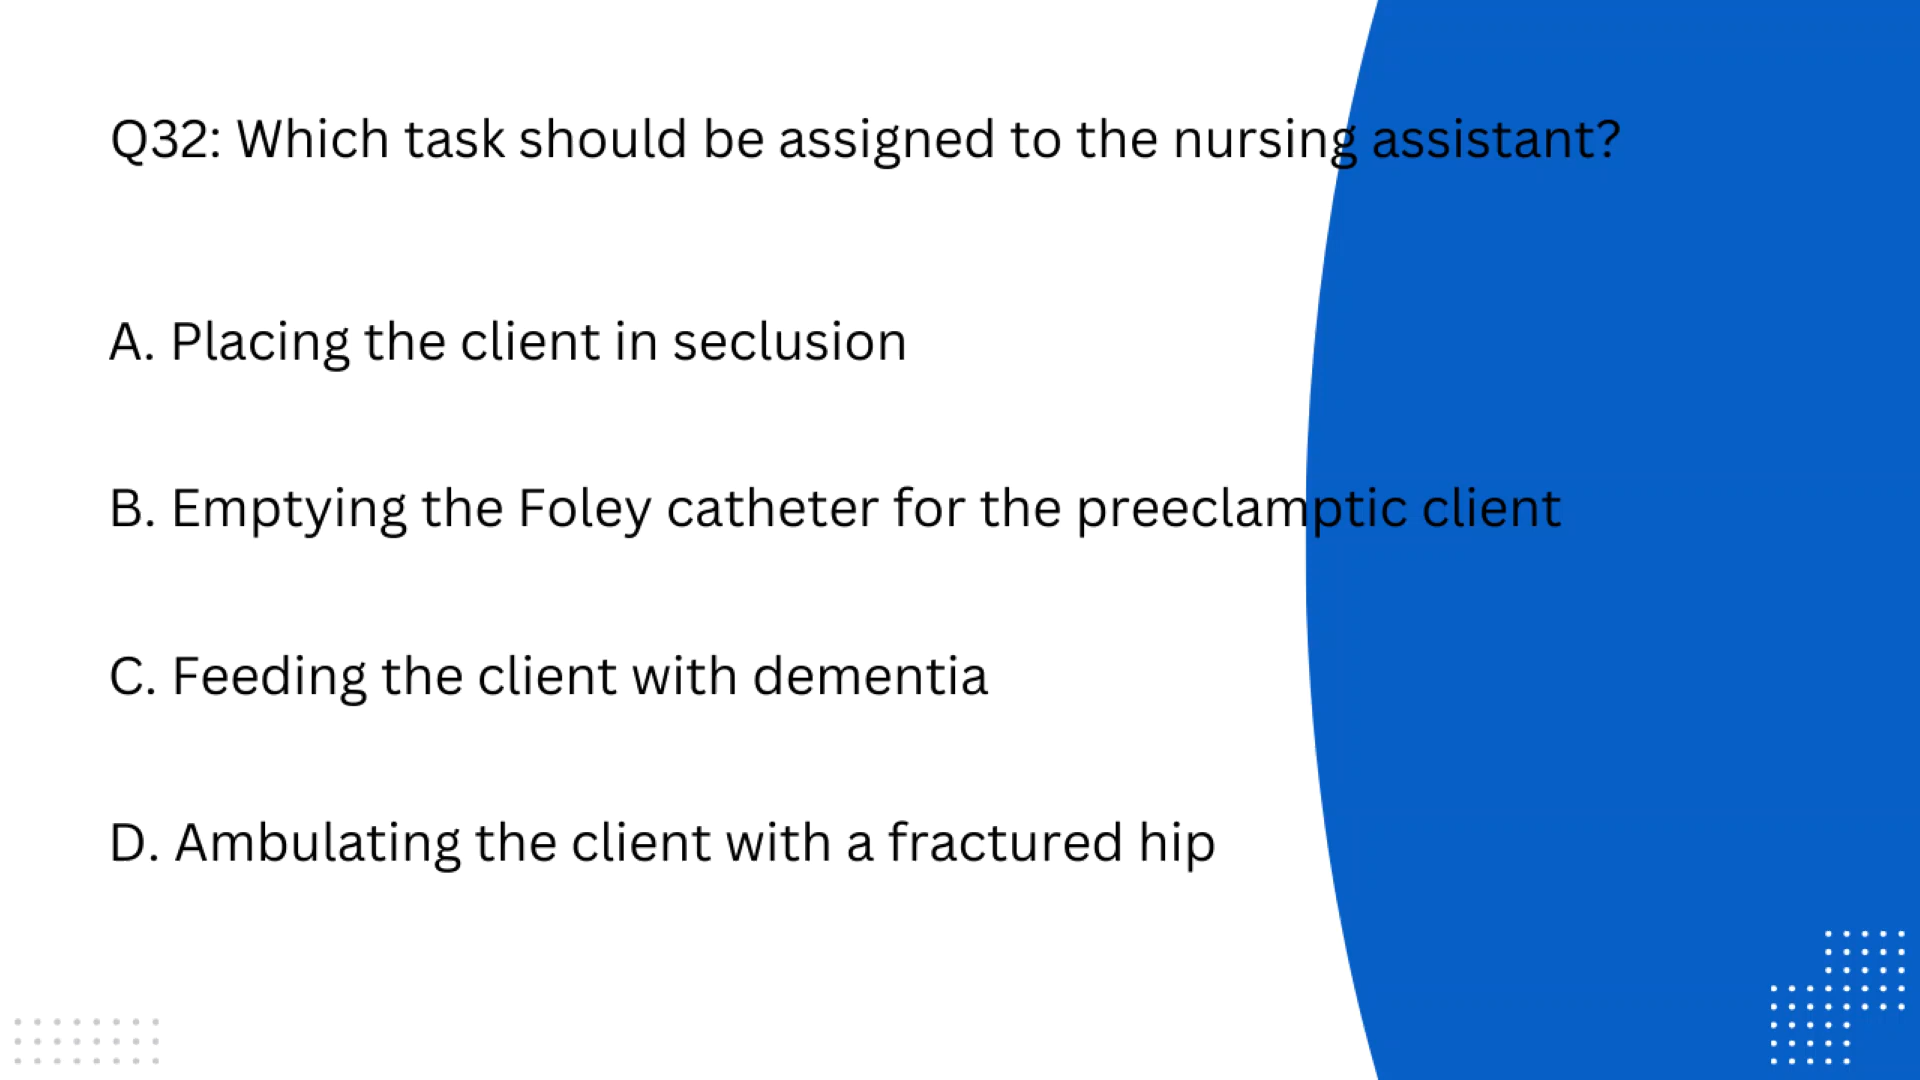 Q32: Which task should be assigned to the nursing assistant?
A. Placing the client in seclusion
B. Emptying the Foley catheter for the preeclamptic client
C. Feeding the client with dementia
D. Ambulating the client with a fractured hip